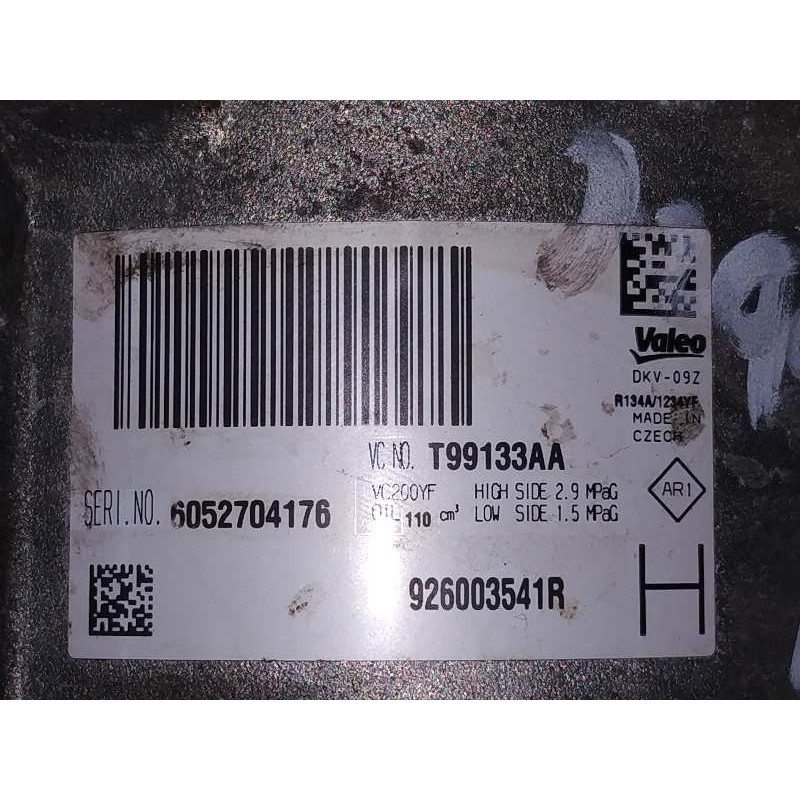 Valeo
DKV-09Z
R134A/1234YF
MADE IN
CZECH
VC NO. T99133AA
SERI.NO. 6052704176
VC200YF HIGH SIDE 2.9 MPaG
OIL 110 cm³ LOW SIDE 1.5 MPaG
AR1
926003541R
H